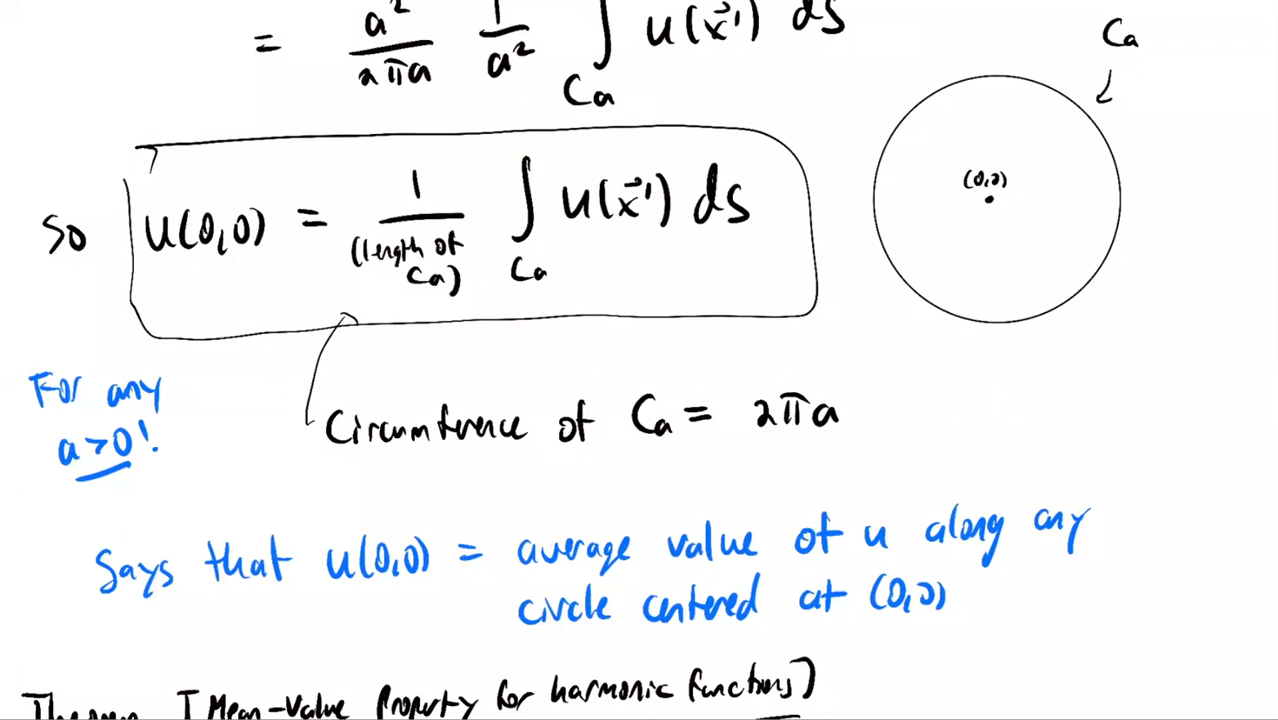 = a² / 2πa 1 / a² ∫_Ca u(x⃗') ds
Ca
(0,0)
So u(0,0) = 1 / (length of Ca) ∫_Ca u(x⃗') ds
For any
a>0!
Circumference of Ca = 2πa
Says that u(0,0) = average value of u along any
circle centered at (0,0)
Theorem [Mean-Value Property for harmonic functions]